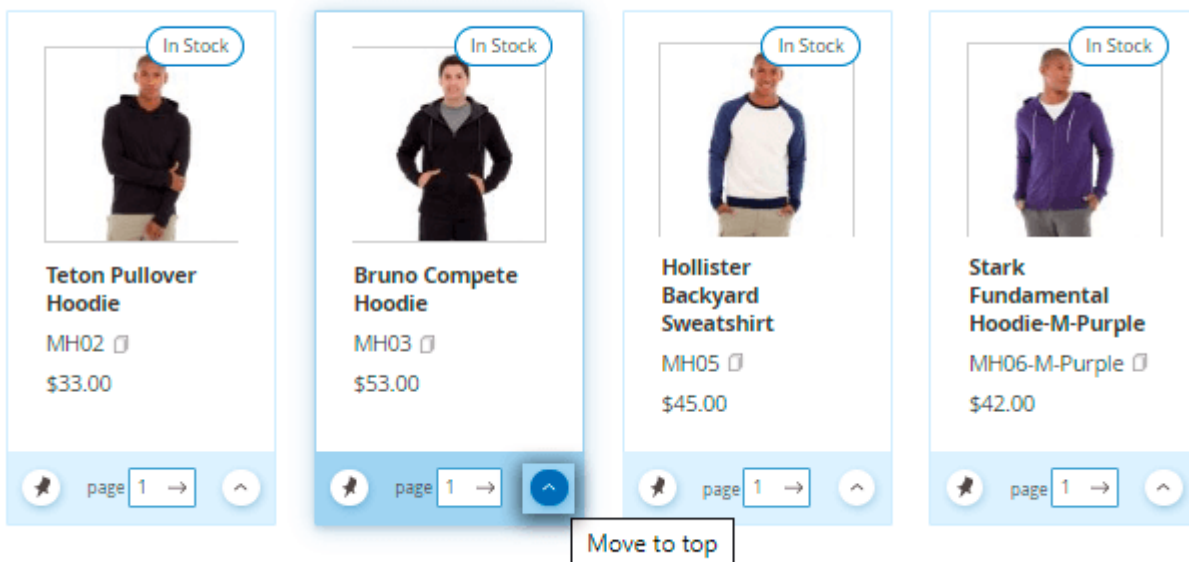 In Stock
Teton Pullover
Hoodie
MH02
$33.00
page 1
In Stock
Bruno Compete
Hoodie
MH03
$53.00
page 1
Move to top
In Stock
Hollister
Backyard
Sweatshirt
MH05
$45.00
page 1
In Stock
Stark
Fundamental
Hoodie-M-Purple
MH06-M-Purple
$42.00
page 1